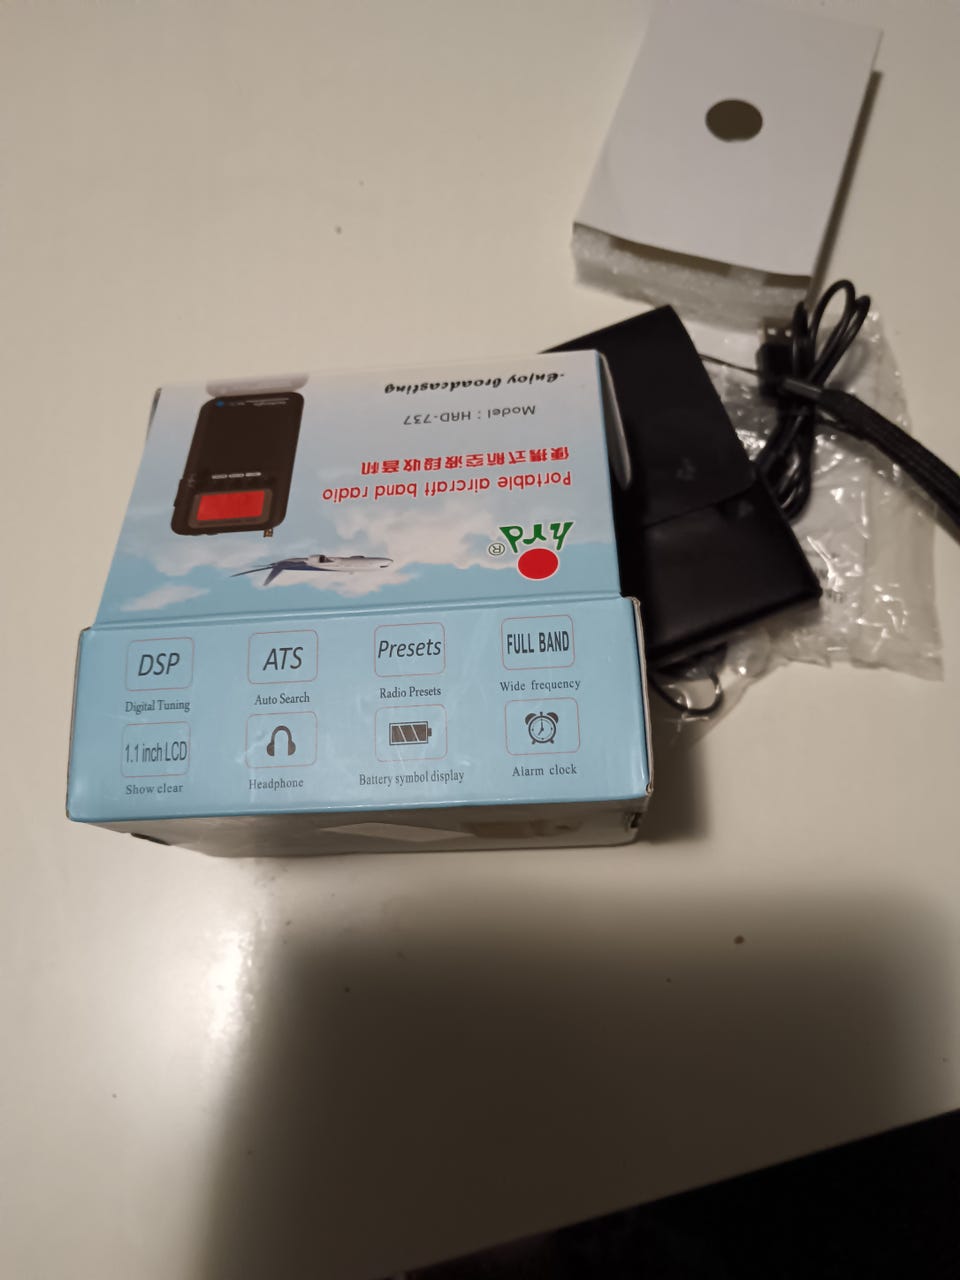 -Enjoy broadcasting
Model：HRD-737
便携式航空波段收音机
Portable aircraft band radio
hrd®
DSP
Digital Tuning
ATS
Auto Search
Presets
Radio Presets
FULL BAND
Wide frequency
1.1 inch LCD
Show clear
Headphone
Battery symbol display
Alarm clock